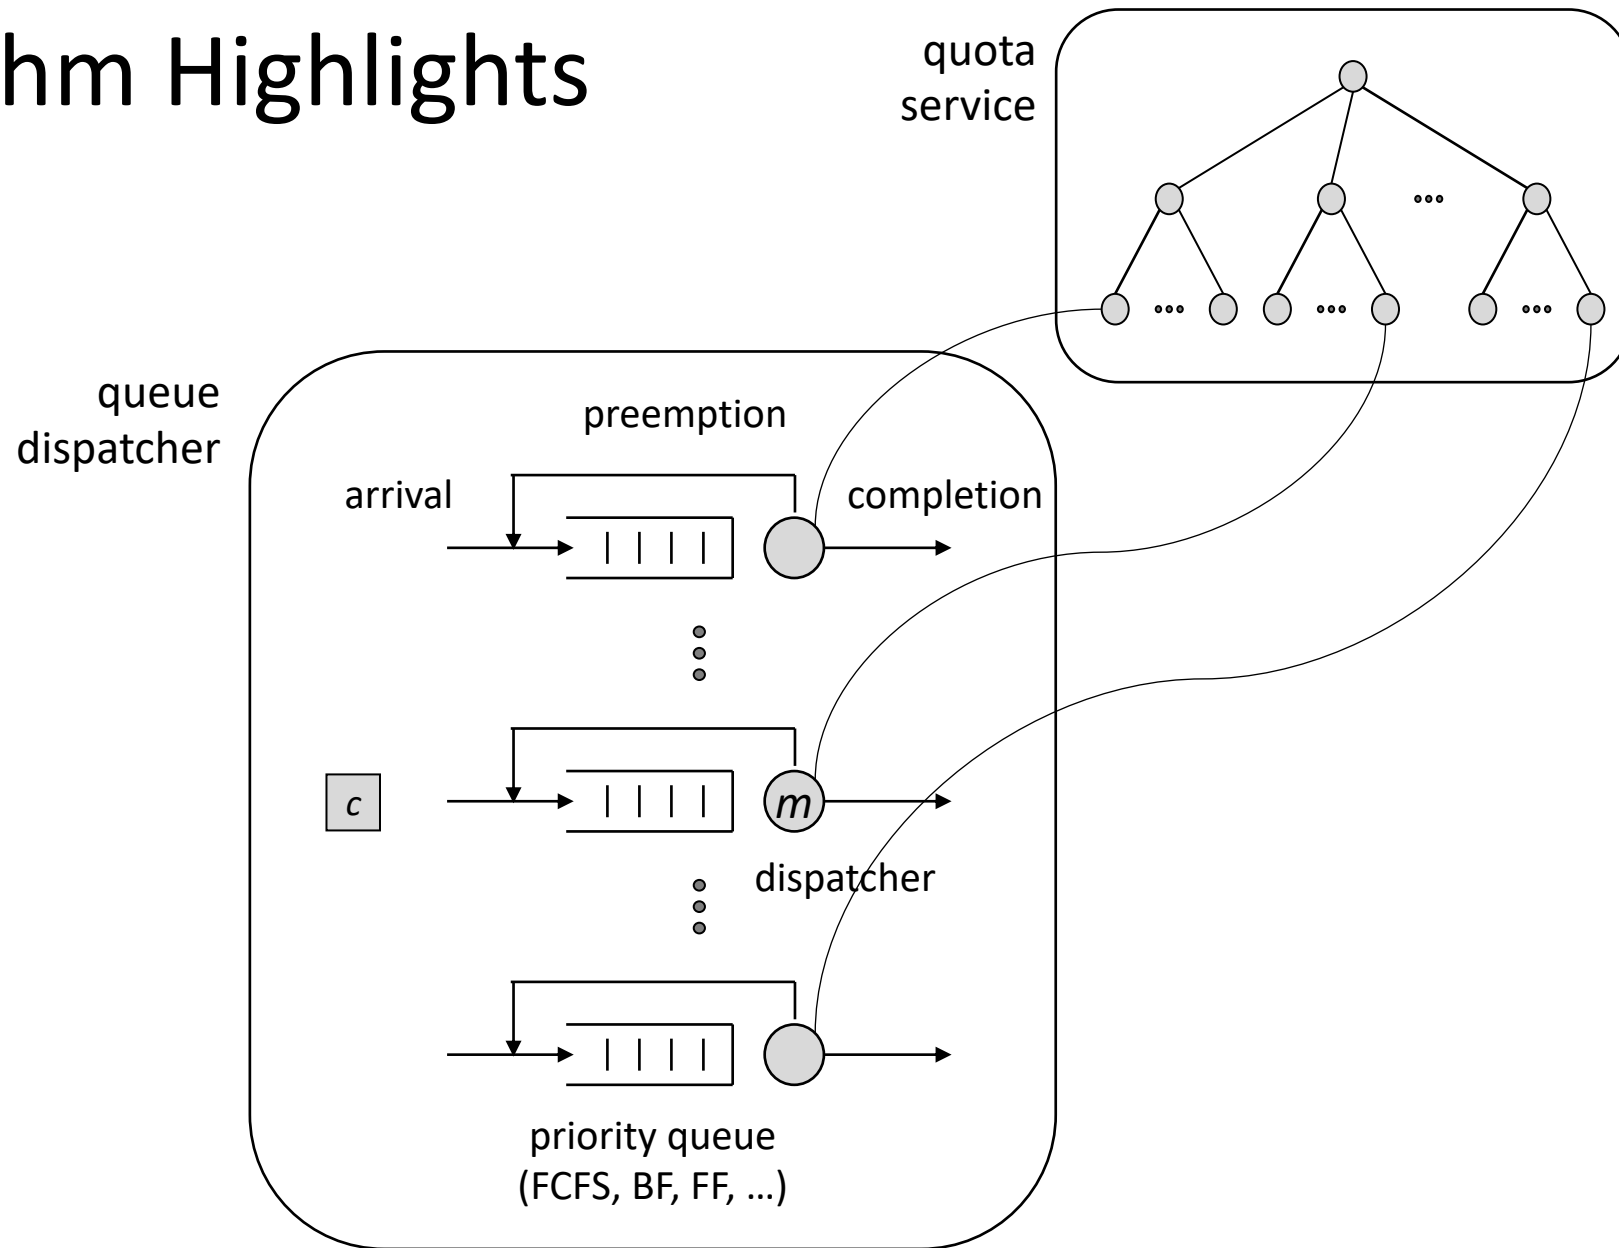 hm Highlights
quota
service
queue
dispatcher
preemption
arrival
completion
c
m
dispatcher
priority queue
(FCFS, BF, FF, ...)